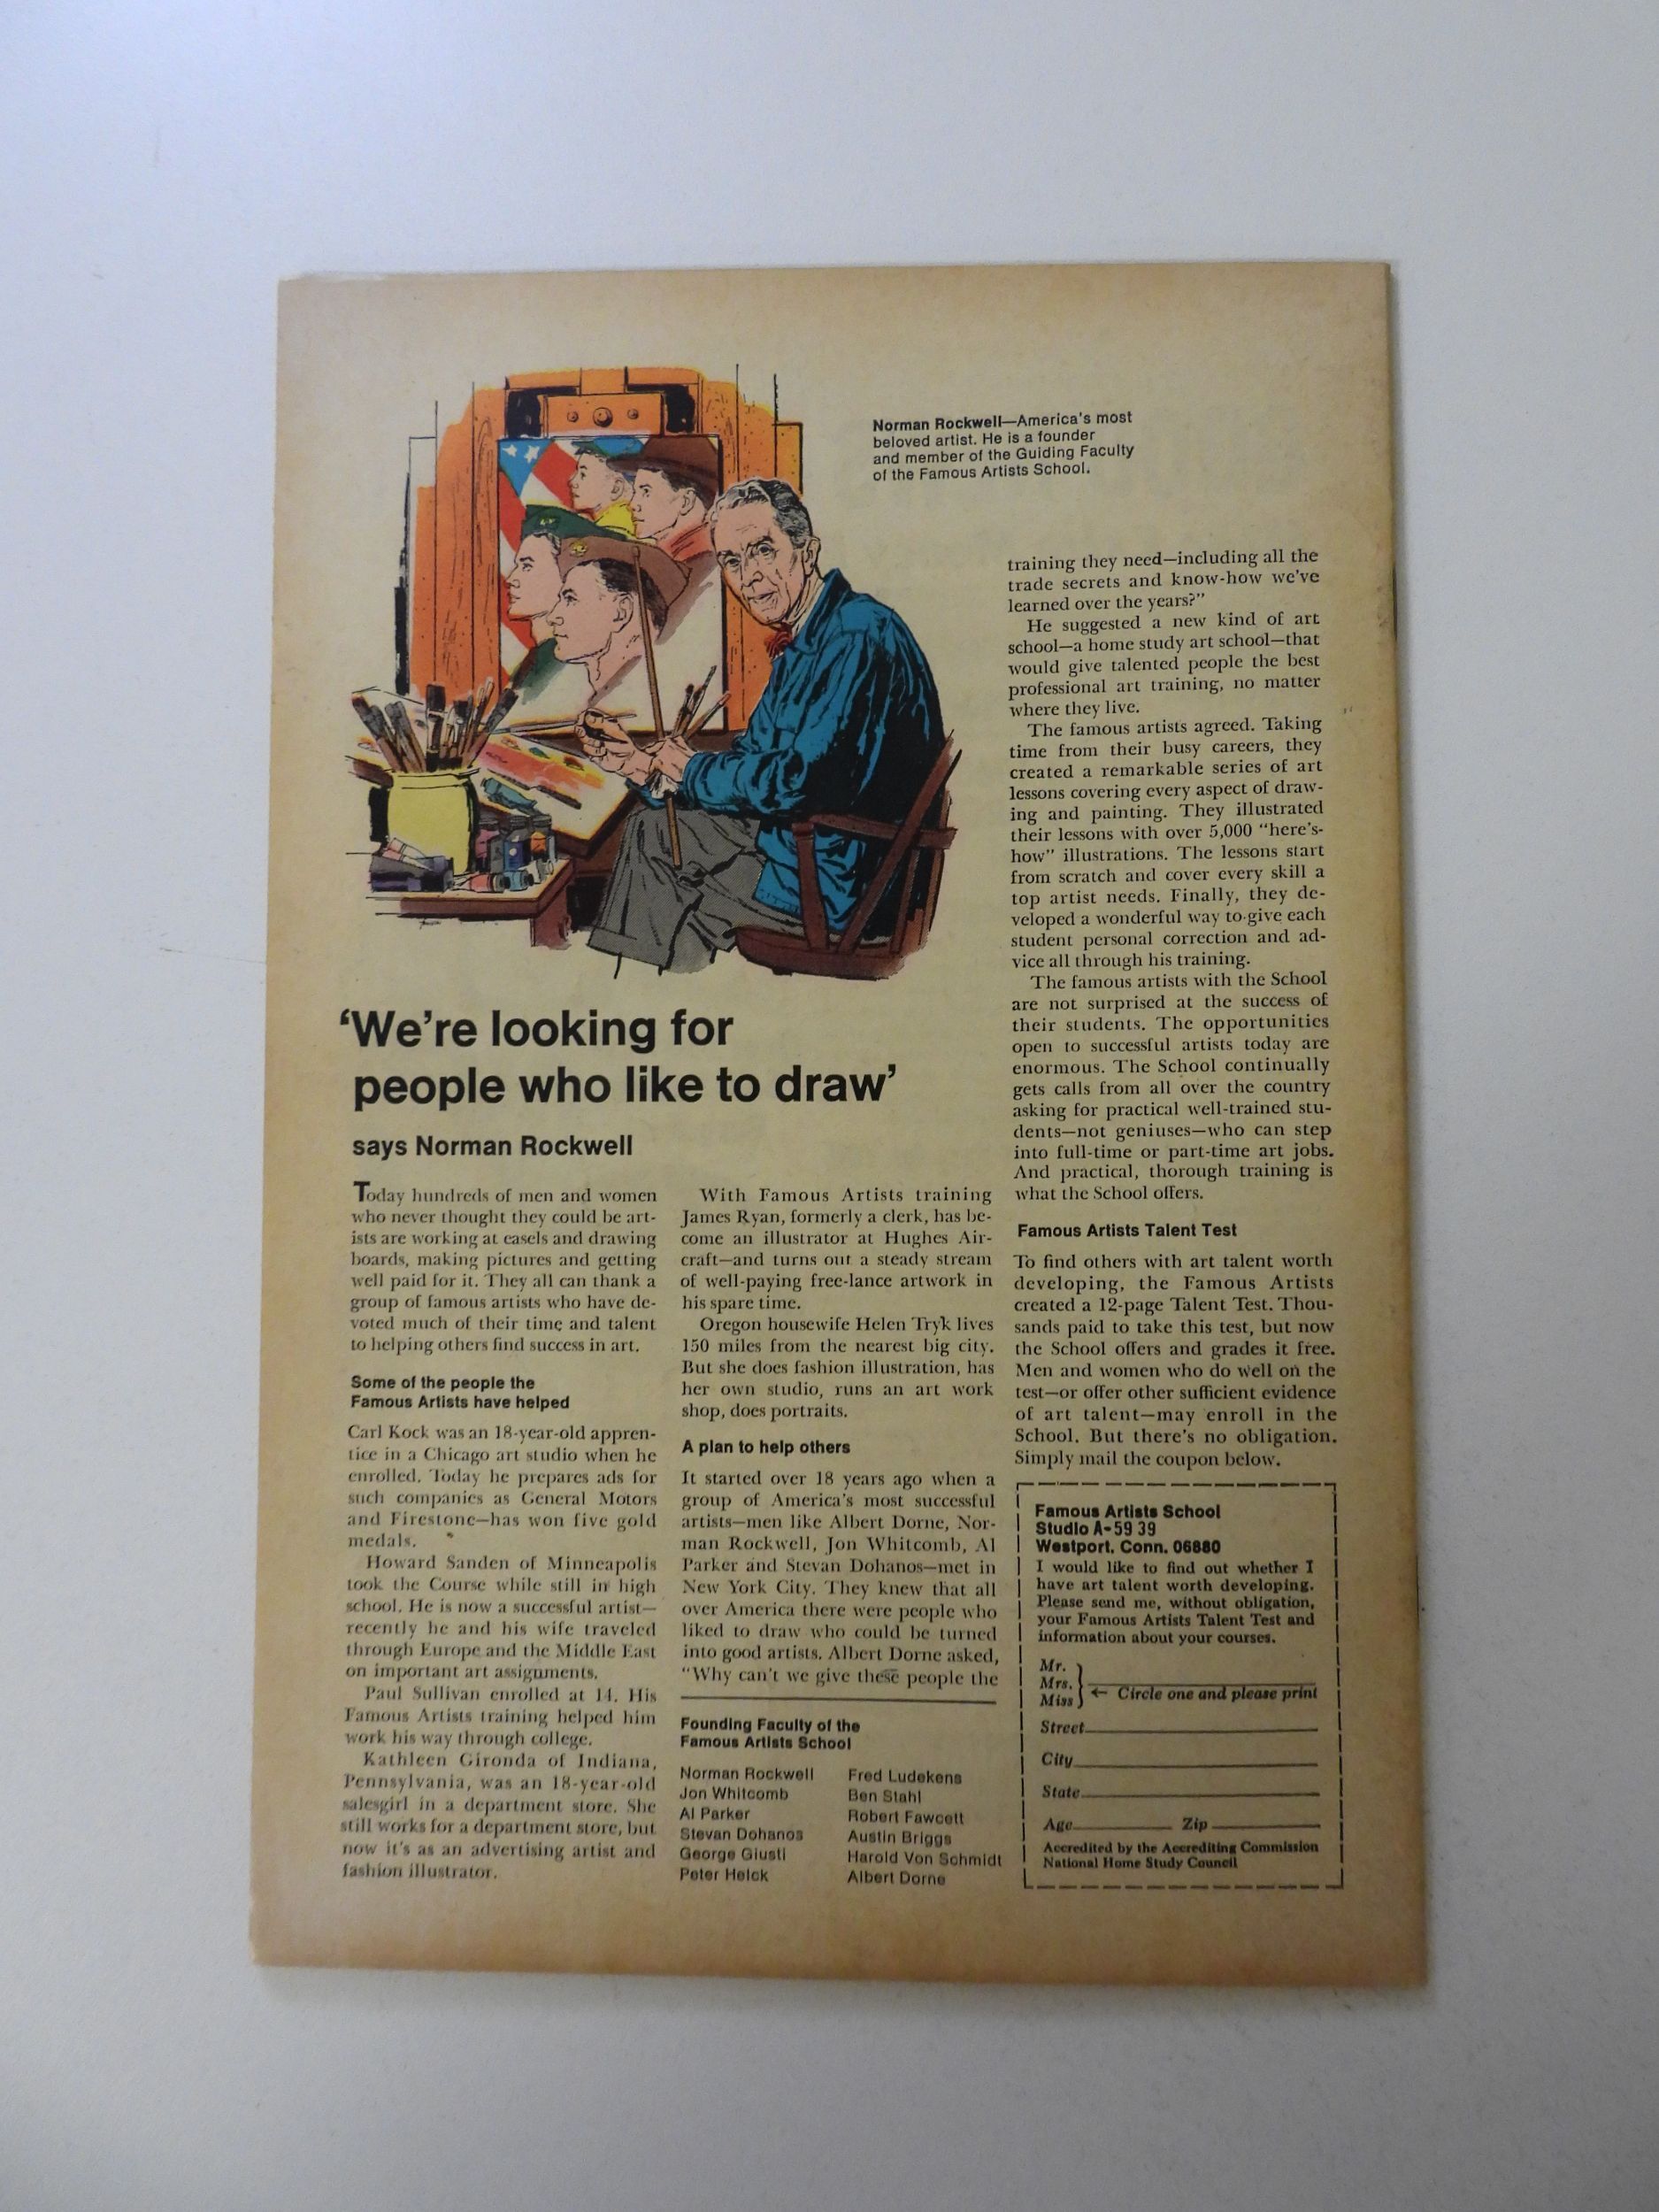 Norman Rockwell—America's most
beloved artist. He is a founder
and member of the Guiding Faculty
of the Famous Artists School.
'We're looking for
people who like to draw'
says Norman Rockwell
Today hundreds of men and women
who never thought they could be art-
ists are working at easels and drawing
boards, making pictures and getting
well paid for it. They all can thank a
group of famous artists who have de-
voted much of their time and talent
to helping others find success in art.
Some of the people the
Famous Artists have helped
Carl Kock was an 18-year-old appren-
tice in a Chicago art studio when he
enrolled. Today he prepares ads for
such companies as General Motors
and Firestone—has won five gold
medals.
Howard Sanden of Minneapolis
took the Course while still in high
school. He is now a successful artist—
recently he and his wife traveled
through Europe and the Middle East
on important art assignments.
Paul Sullivan enrolled at 14. His
Famous Artists training helped him
work his way through college.
Kathleen Gironda of Indiana,
Pennsylvania, was an 18-year-old
salesgirl in a department store. She
still works for a department store, but
now it's as an advertising artist and
fashion illustrator.
With Famous Artists training
James Ryan, formerly a clerk, has be-
come an illustrator at Hughes Air-
craft—and turns out a steady stream
of well-paying free-lance artwork in
his spare time.
Oregon housewife Helen Tryk lives
150 miles from the nearest big city.
But she does fashion illustration, has
her own studio, runs an art work
shop, does portraits.
A plan to help others
It started over 18 years ago when a
group of America's most successful
artists—men like Albert Dorne, Nor-
man Rockwell, Jon Whitcomb, Al
Parker and Stevan Dohanos—met in
New York City. They knew that all
over America there were people who
liked to draw who could be turned
into good artists. Albert Dorne asked,
"Why can't we give these people the
Founding Faculty of the
Famous Artists School
Norman Rockwell
Jon Whitcomb
Al Parker
Stevan Dohanos
George Giusti
Peter Helck
Fred Ludekens
Ben Stahl
Robert Fawcett
Austin Briggs
Harold Von Schmidt
Albert Dorne
training they need—including all the
trade secrets and know-how we've
learned over the years?"
He suggested a new kind of art
school—a home study art school—that
would give talented people the best
professional art training, no matter
where they live.
The famous artists agreed. Taking
time from their busy careers, they
created a remarkable series of art
lessons covering every aspect of draw-
ing and painting. They illustrated
their lessons with over 5,000 "here's-
how" illustrations. The lessons start
from scratch and cover every skill a
top artist needs. Finally, they de-
veloped a wonderful way to give each
student personal correction and ad-
vice all through his training.
The famous artists with the School
are not surprised at the success of
their students. The opportunities
open to successful artists today are
enormous. The School continually
gets calls from all over the country
asking for practical well-trained stu-
dents—not geniuses—who can step
into full-time or part-time art jobs.
And practical, thorough training is
what the School offers.
Famous Artists Talent Test
To find others with art talent worth
developing, the Famous Artists
created a 12-page Talent Test. Thou-
sands paid to take this test, but now
the School offers and grades it free.
Men and women who do well on the
test—or offer other sufficient evidence
of art talent—may enroll in the
School. But there's no obligation.
Simply mail the coupon below.
Famous Artists School
Studio A-59 39
Westport, Conn. 06880
I would like to find out whether I
have art talent worth developing.
Please send me, without obligation,
your Famous Artists Talent Test and
information about your courses.
Mr.
Mrs.
Miss
← Circle one and please print
Street
City
State
Age Zip
Accredited by the Accrediting Commission
National Home Study Council